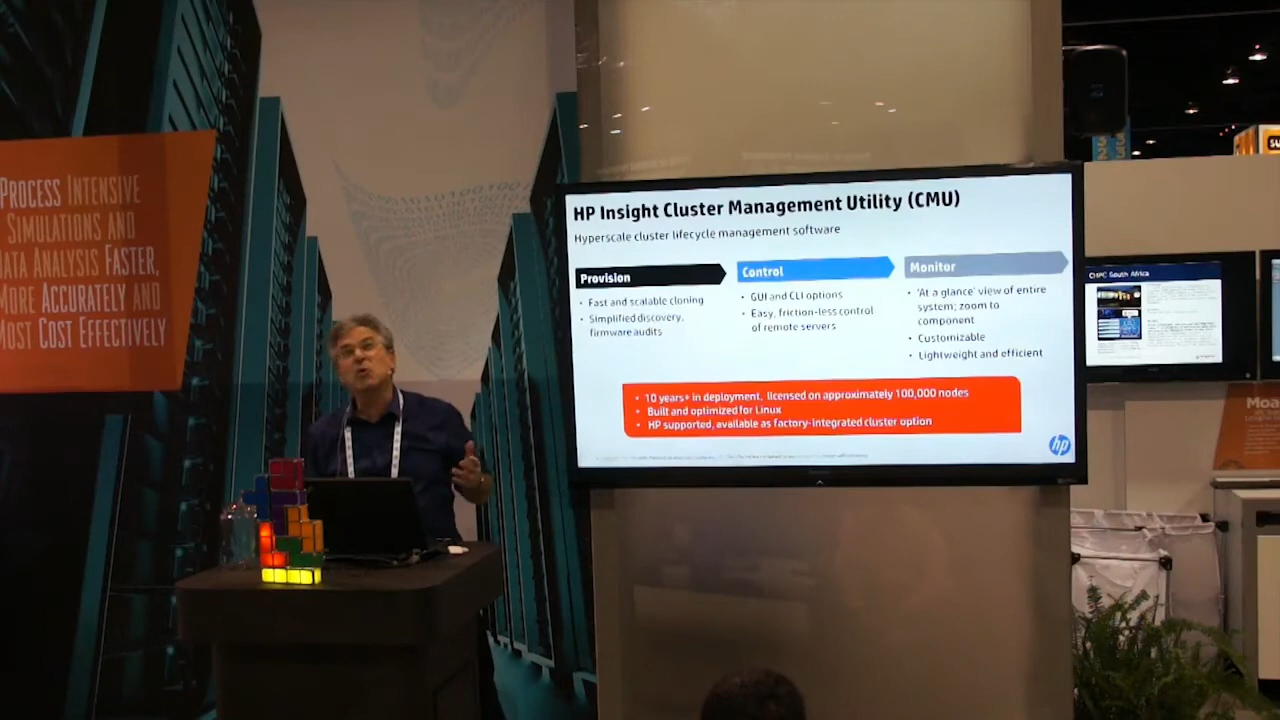 PROCESS INTENSIVE
SIMULATIONS AND
DATA ANALYSIS FASTER,
MORE ACCURATELY AND
MOST COST EFFECTIVELY
HP Insight Cluster Management Utility (CMU)
Hyperscale cluster lifecycle management software
Provision
• Fast and scalable cloning
• Simplified discovery,
firmware audits
Control
• GUI and CLI options
• Easy, friction-less control
of remote servers
Monitor
• 'At a glance' view of entire
system; zoom to
component
• Customizable
• Lightweight and efficient
• 10 years+ in deployment, licensed on approximately 100,000 nodes
• Built and optimized for Linux
• HP supported, available as factory-integrated cluster option
hp
CHPC South Africa
Moa
SU